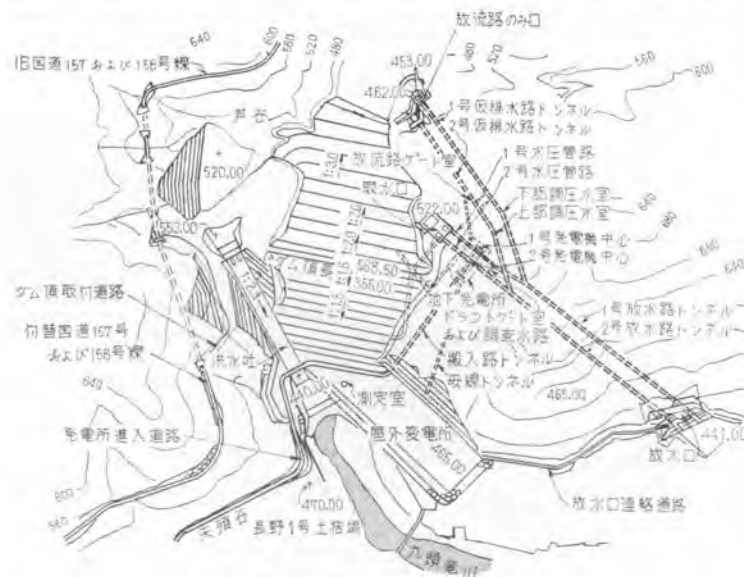 放流路のみ口
旧国道157および158号線
芦谷
1号仮排水路トンネル
2号仮排水路トンネル
放流路ゲート室
1号水圧管路
2号水圧管路
取水口
下部調圧水室
上部調圧水室
1号発電機中心
2号発電機中心
ダム頂長
地下発電所
ドラフトゲート室
および調査水路
搬入路トンネル
母線トンネル
1号放水路トンネル
2号放水路トンネル
ダム頂取付道路
付替国道157号
および158号線
洪水吐
測定室
屋外変電所
発電所進入道路
放水口
放水口連絡道路
長野1号土捨場
九頭竜川
640
600
560
520
480
453.00
462.00
480
520
560
600
520.00
552.00
522.00
568.50
366.00
640
640
465.00
441.00
465.00
470.00
640
600
560